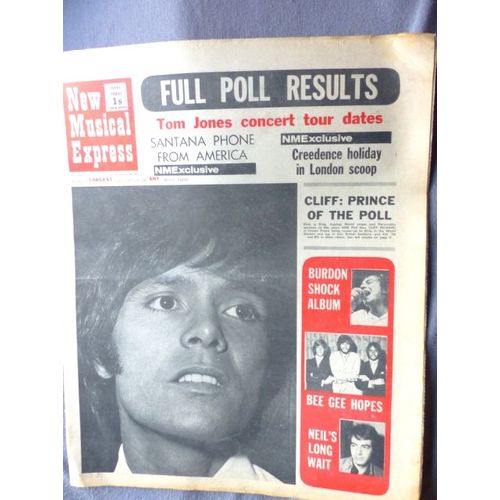 FULL POLL RESULTS
New
Musical
Express
1s
Tom Jones concert tour dates
SANTANA PHONE
FROM AMERICA
NMExclusive
NMExclusive
Creedence holiday
in London scoop
LARGEST
CLIFF: PRINCE
OF THE POLL
BURDON
SHOCK
ALBUM
BEE GEE HOPES
NEIL'S
LONG
WAIT